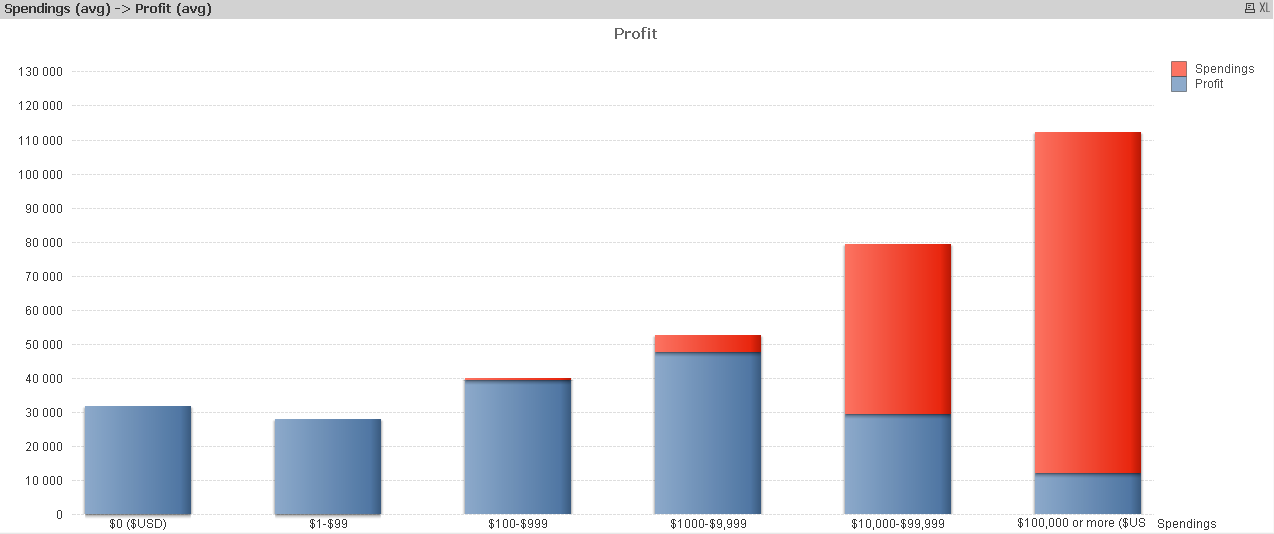 Spendings (avg) -> Profit (avg)
XL
Profit
130 000
120 000
110 000
100 000
90 000
80 000
70 000
60 000
50 000
40 000
30 000
20 000
10 000
0
Spendings
Profit
$0 ($USD)
$1-$99
$100-$999
$1000-$9,999
$10,000-$99,999
$100,000 or more ($US
Spendings